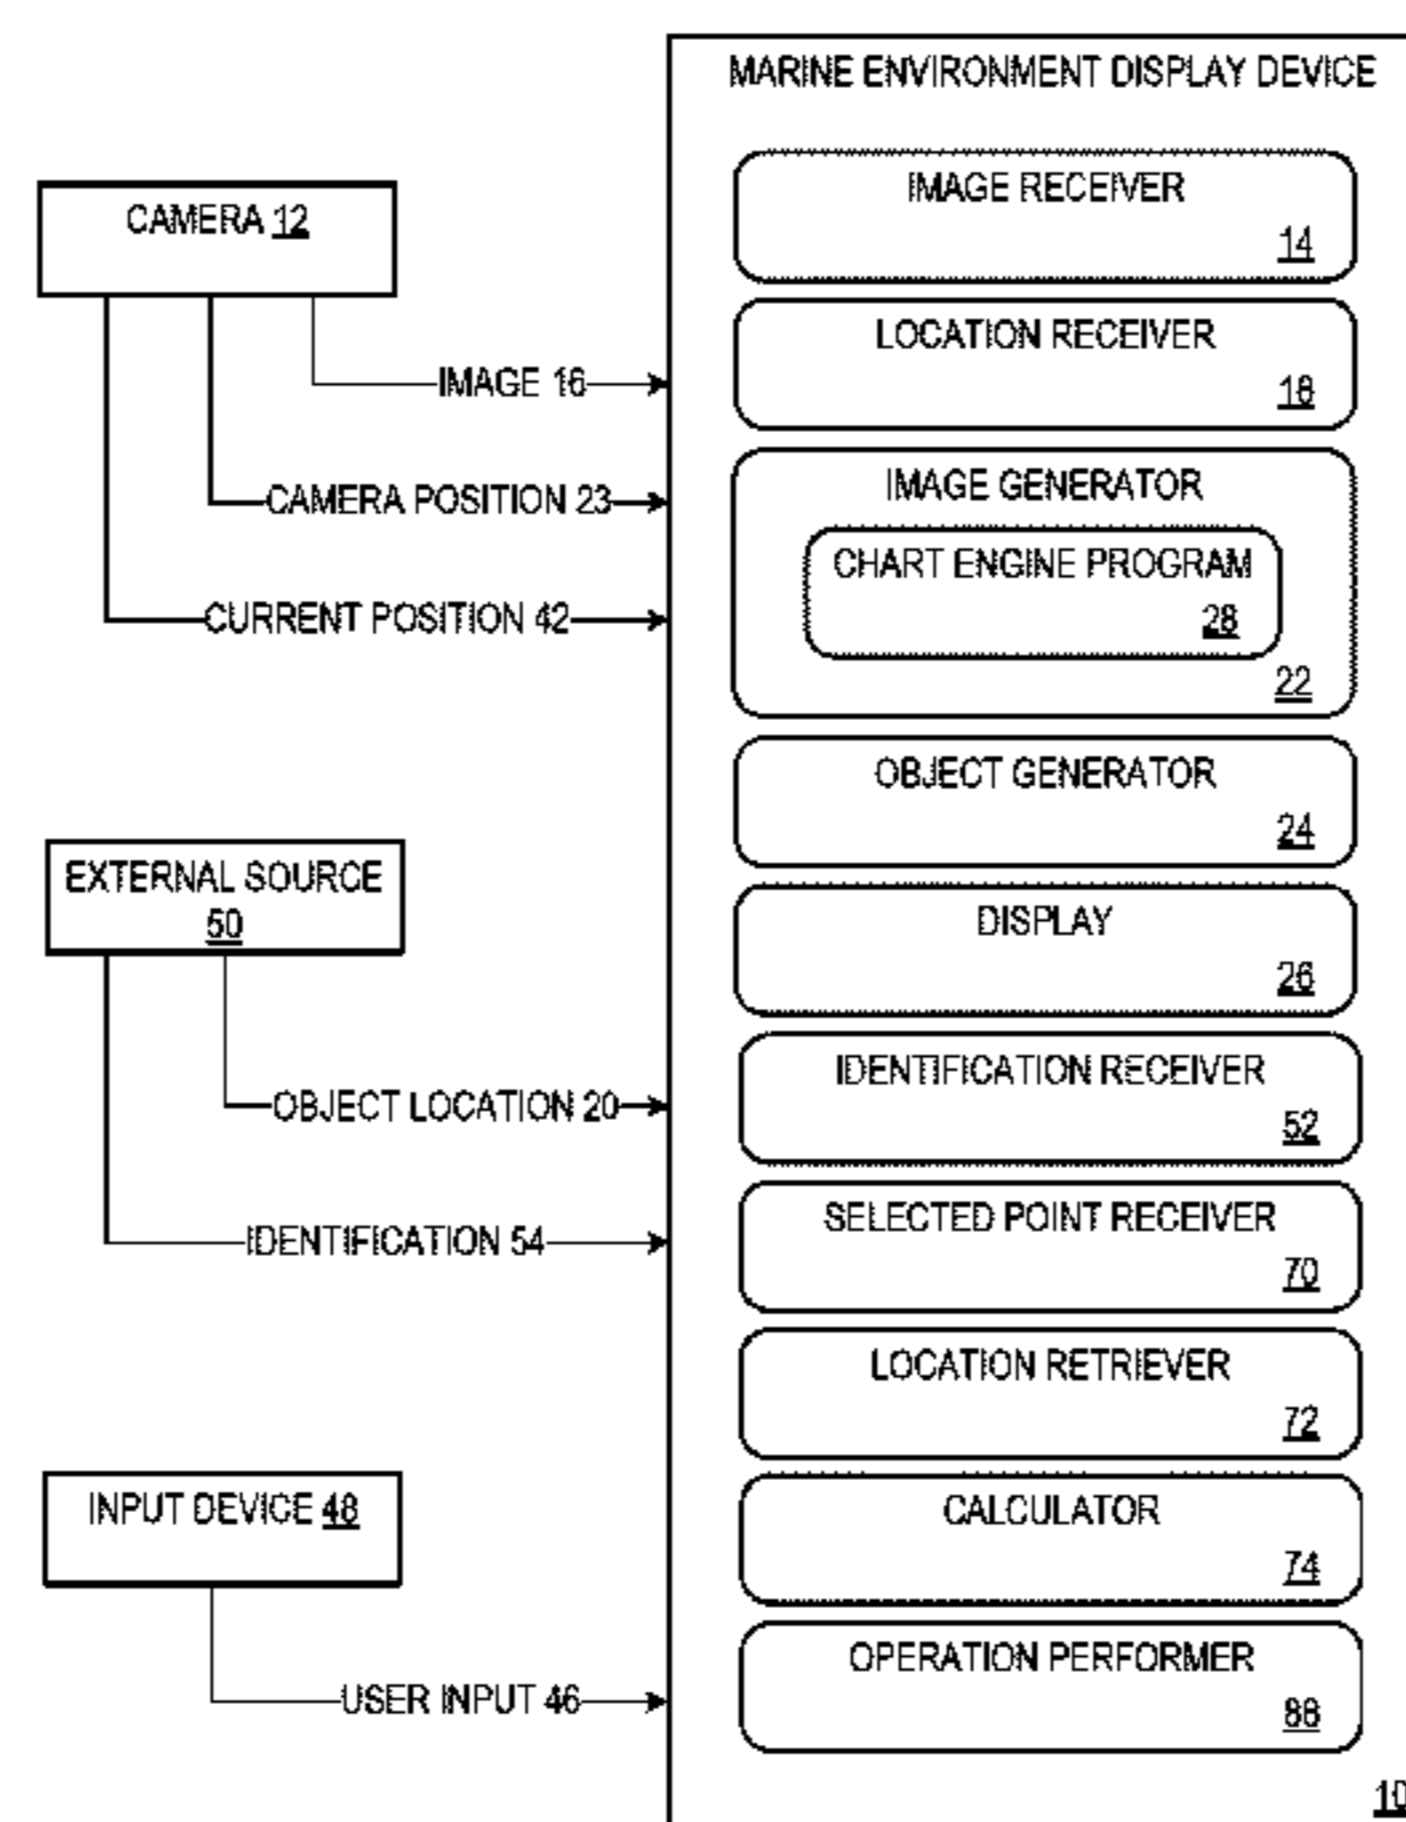 MARINE ENVIRONMENT DISPLAY DEVICE
IMAGE RECEIVER
14
CAMERA 12
LOCATION RECEIVER
18
IMAGE 16
IMAGE GENERATOR
CAMERA POSITION 23
CHART ENGINE PROGRAM
28
CURRENT POSITION 42
22
OBJECT GENERATOR
24
EXTERNAL SOURCE
50
DISPLAY
26
IDENTIFICATION RECEIVER
52
OBJECT LOCATION 20
SELECTED POINT RECEIVER
70
IDENTIFICATION 54
LOCATION RETRIEVER
72
INPUT DEVICE 48
CALCULATOR
74
OPERATION PERFORMER
88
USER INPUT 46
10